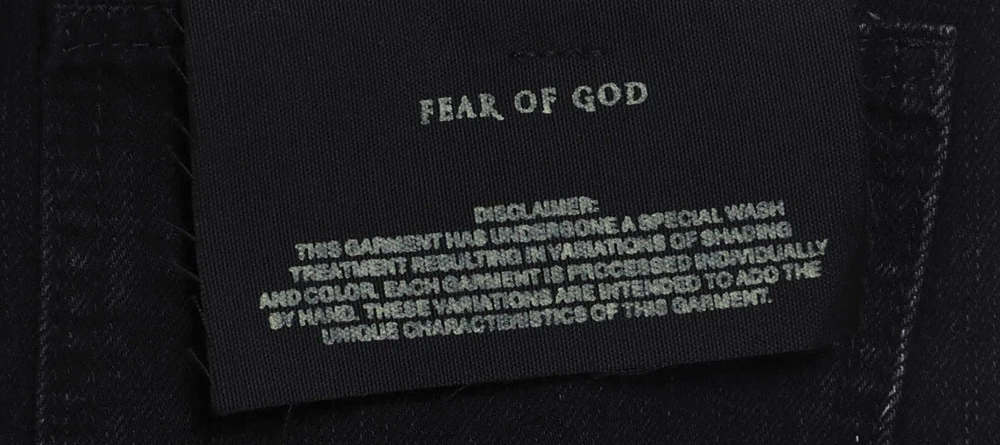 FEAR OF GOD
DISCLAIMER:
THIS GARMENT HAS UNDERGONE A SPECIAL WASH
TREATMENT RESULTING IN VARIATIONS OF SHADING
AND COLOR. EACH GARMENT IS PROCESSED INDIVIDUALLY
BY HAND. THESE VARIATIONS ARE INTENDED TO ADD THE
UNIQUE CHARACTERISTICS OF THIS GARMENT.